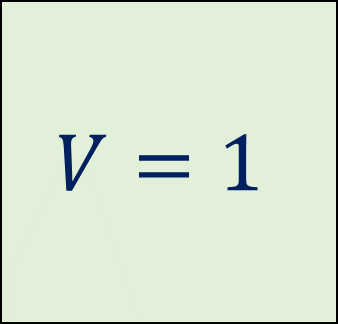 V = 1